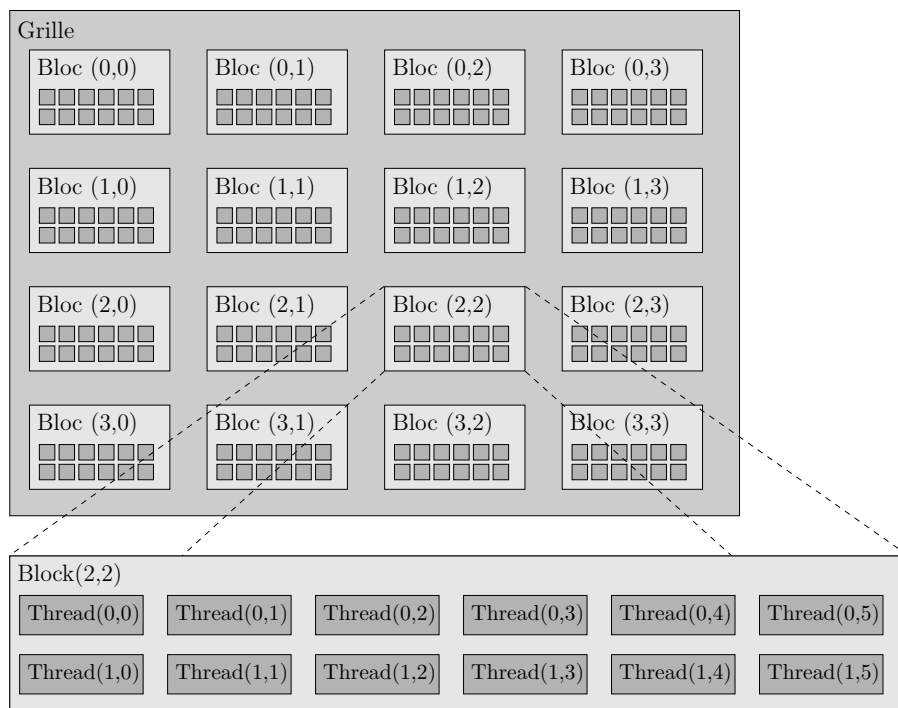 Grille
Bloc (0,0) Bloc (0,1) Bloc (0,2) Bloc (0,3)
Bloc (1,0) Bloc (1,1) Bloc (1,2) Bloc (1,3)
Bloc (2,0) Bloc (2,1) Bloc (2,2) Bloc (2,3)
Bloc (3,0) Bloc (3,1) Bloc (3,2) Bloc (3,3)
Block(2,2)
Thread(0,0) Thread(0,1) Thread(0,2) Thread(0,3) Thread(0,4) Thread(0,5)
Thread(1,0) Thread(1,1) Thread(1,2) Thread(1,3) Thread(1,4) Thread(1,5)